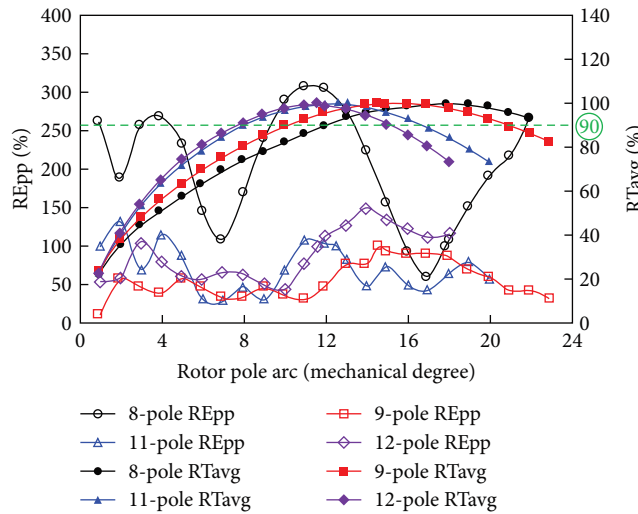 400
350
300
250
200
150
100
50
0
REpp (%)
140
120
100
90
80
60
40
20
0
RTavg (%)
0 4 8 12 16 20 24
Rotor pole arc (mechanical degree)
8-pole REpp 9-pole REpp
11-pole REpp 12-pole REpp
8-pole RTavg 9-pole RTavg
11-pole RTavg 12-pole RTavg